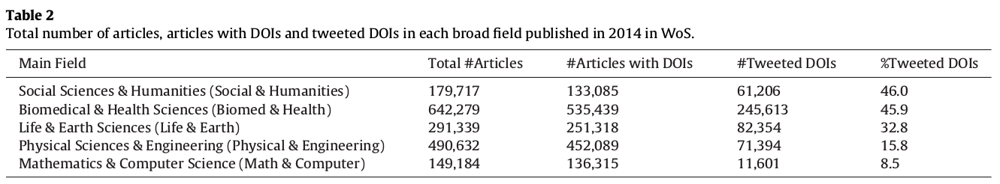 Table 2
Total number of articles, articles with DOIs and tweeted DOIs in each broad field published in 2014 in WoS.
Main Field Total #Articles #Articles with DOIs #Tweeted DOIs %Tweeted DOIs
Social Sciences & Humanities (Social & Humanities) 179,717 133,085 61,206 46.0
Biomedical & Health Sciences (Biomed & Health) 642,279 535,439 245,613 45.9
Life & Earth Sciences (Life & Earth) 291,339 251,318 82,354 32.8
Physical Sciences & Engineering (Physical & Engineering) 490,632 452,089 71,394 15.8
Mathematics & Computer Science (Math & Computer) 149,184 136,315 11,601 8.5